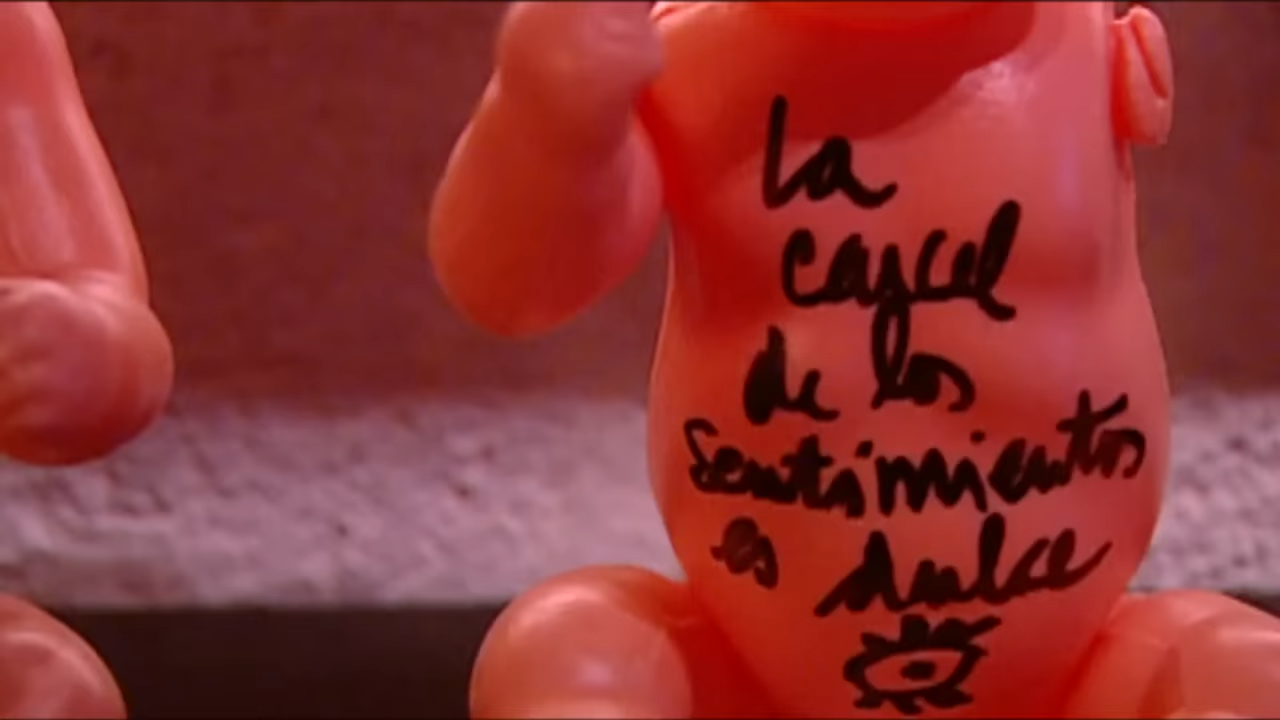 La
carcel
de los
sentimientos
es dulce